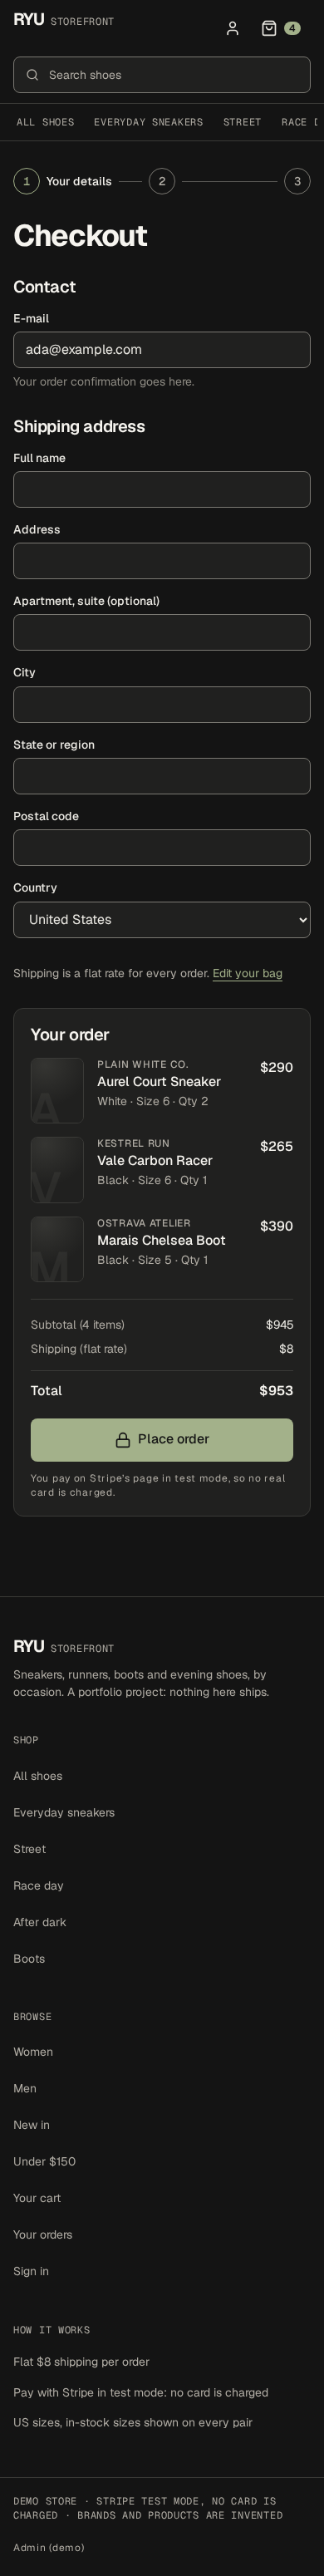 RYU STOREFRONT
4
Search shoes
ALL SHOES EVERYDAY SNEAKERS STREET RACE D
1 Your details 2 3
Checkout
Contact
E-mail
ada@example.com
Your order confirmation goes here.
Shipping address
Full name
Address
Apartment, suite (optional)
City
State or region
Postal code
Country
United States
Shipping is a flat rate for every order. Edit your bag
Your order
A
PLAIN WHITE CO.
Aurel Court Sneaker $290
White · Size 6 · Qty 2
V
KESTREL RUN
Vale Carbon Racer $265
Black · Size 6 · Qty 1
M
OSTRAVA ATELIER
Marais Chelsea Boot $390
Black · Size 5 · Qty 1
Subtotal (4 items) $945
Shipping (flat rate) $8
Total $953
Place order
You pay on Stripe's page in test mode, so no real
card is charged.
RYU STOREFRONT
Sneakers, runners, boots and evening shoes, by
occasion. A portfolio project: nothing here ships.
SHOP
All shoes
Everyday sneakers
Street
Race day
After dark
Boots
BROWSE
Women
Men
New in
Under $150
Your cart
Your orders
Sign in
HOW IT WORKS
Flat $8 shipping per order
Pay with Stripe in test mode: no card is charged
US sizes, in-stock sizes shown on every pair
DEMO STORE · STRIPE TEST MODE, NO CARD IS
CHARGED · BRANDS AND PRODUCTS ARE INVENTED
Admin (demo)